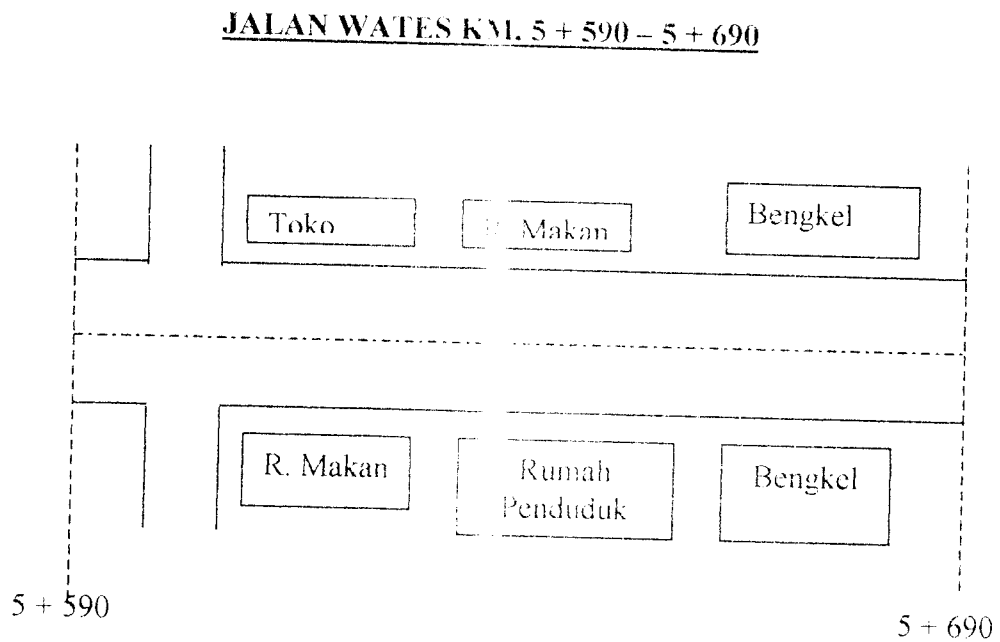 JALAN WATES KM. 5 + 590 – 5 + 690
Toko
R. Makan
Bengkel
R. Makan
Rumah
Penduduk
Bengkel
5 + 590
5 + 690